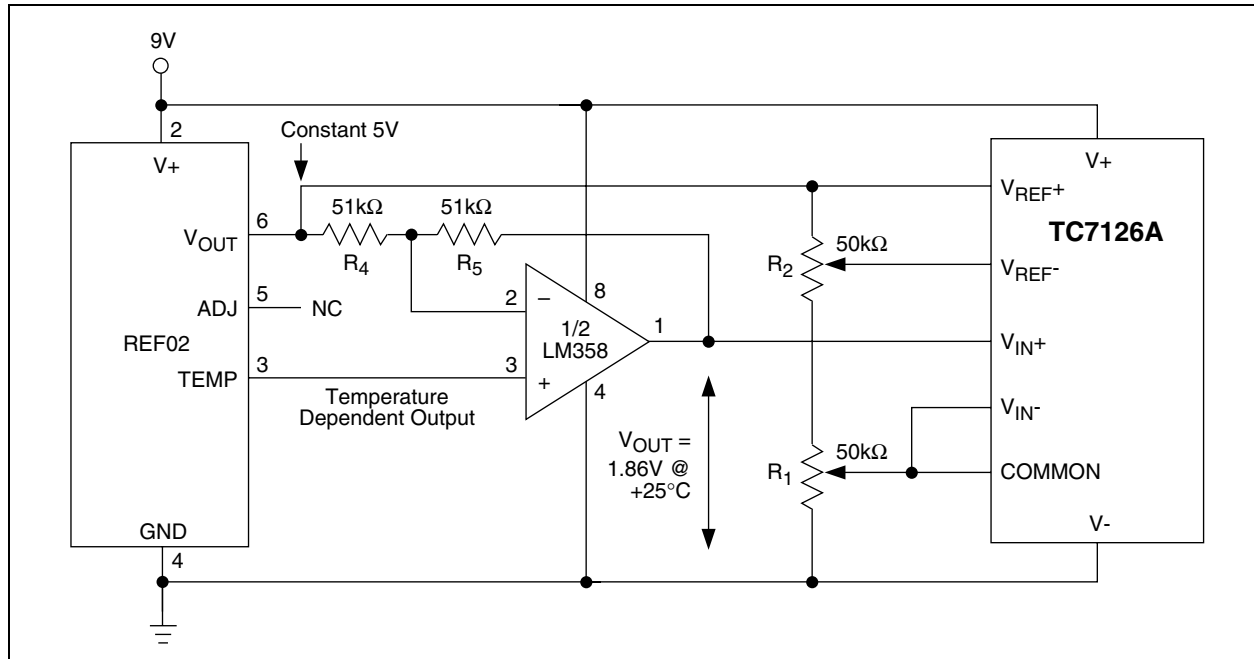 9V
2
V+
Constant 5V
6
VOUT
51kΩ
R4
51kΩ
R5
5
ADJ
NC
REF02
3
TEMP
Temperature
Dependent Output
2
–
8
1/2
LM358
1
3
+
4
VOUT =
1.86V @
+25°C
GND
4
50kΩ
R2
50kΩ
R1
V+
VREF+
TC7126A
VREF-
VIN+
VIN-
COMMON
V-